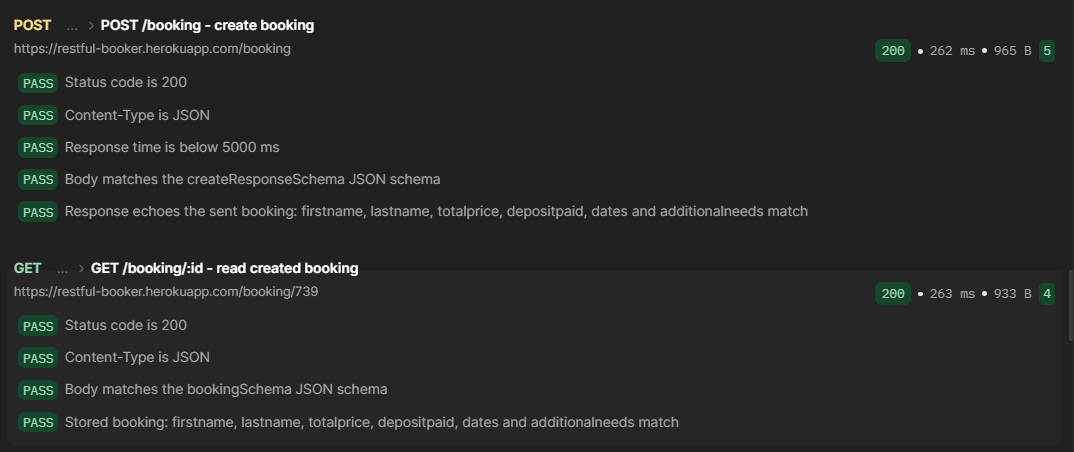 POST ... > POST /booking - create booking
https://restful-booker.herokuapp.com/booking 200 • 262 ms • 965 B 5
PASS Status code is 200
PASS Content-Type is JSON
PASS Response time is below 5000 ms
PASS Body matches the createResponseSchema JSON schema
PASS Response echoes the sent booking: firstname, lastname, totalprice, depositpaid, dates and additionalneeds match
GET ... > GET /booking/:id - read created booking
https://restful-booker.herokuapp.com/booking/739 200 • 263 ms • 933 B 4
PASS Status code is 200
PASS Content-Type is JSON
PASS Body matches the bookingSchema JSON schema
PASS Stored booking: firstname, lastname, totalprice, depositpaid, dates and additionalneeds match